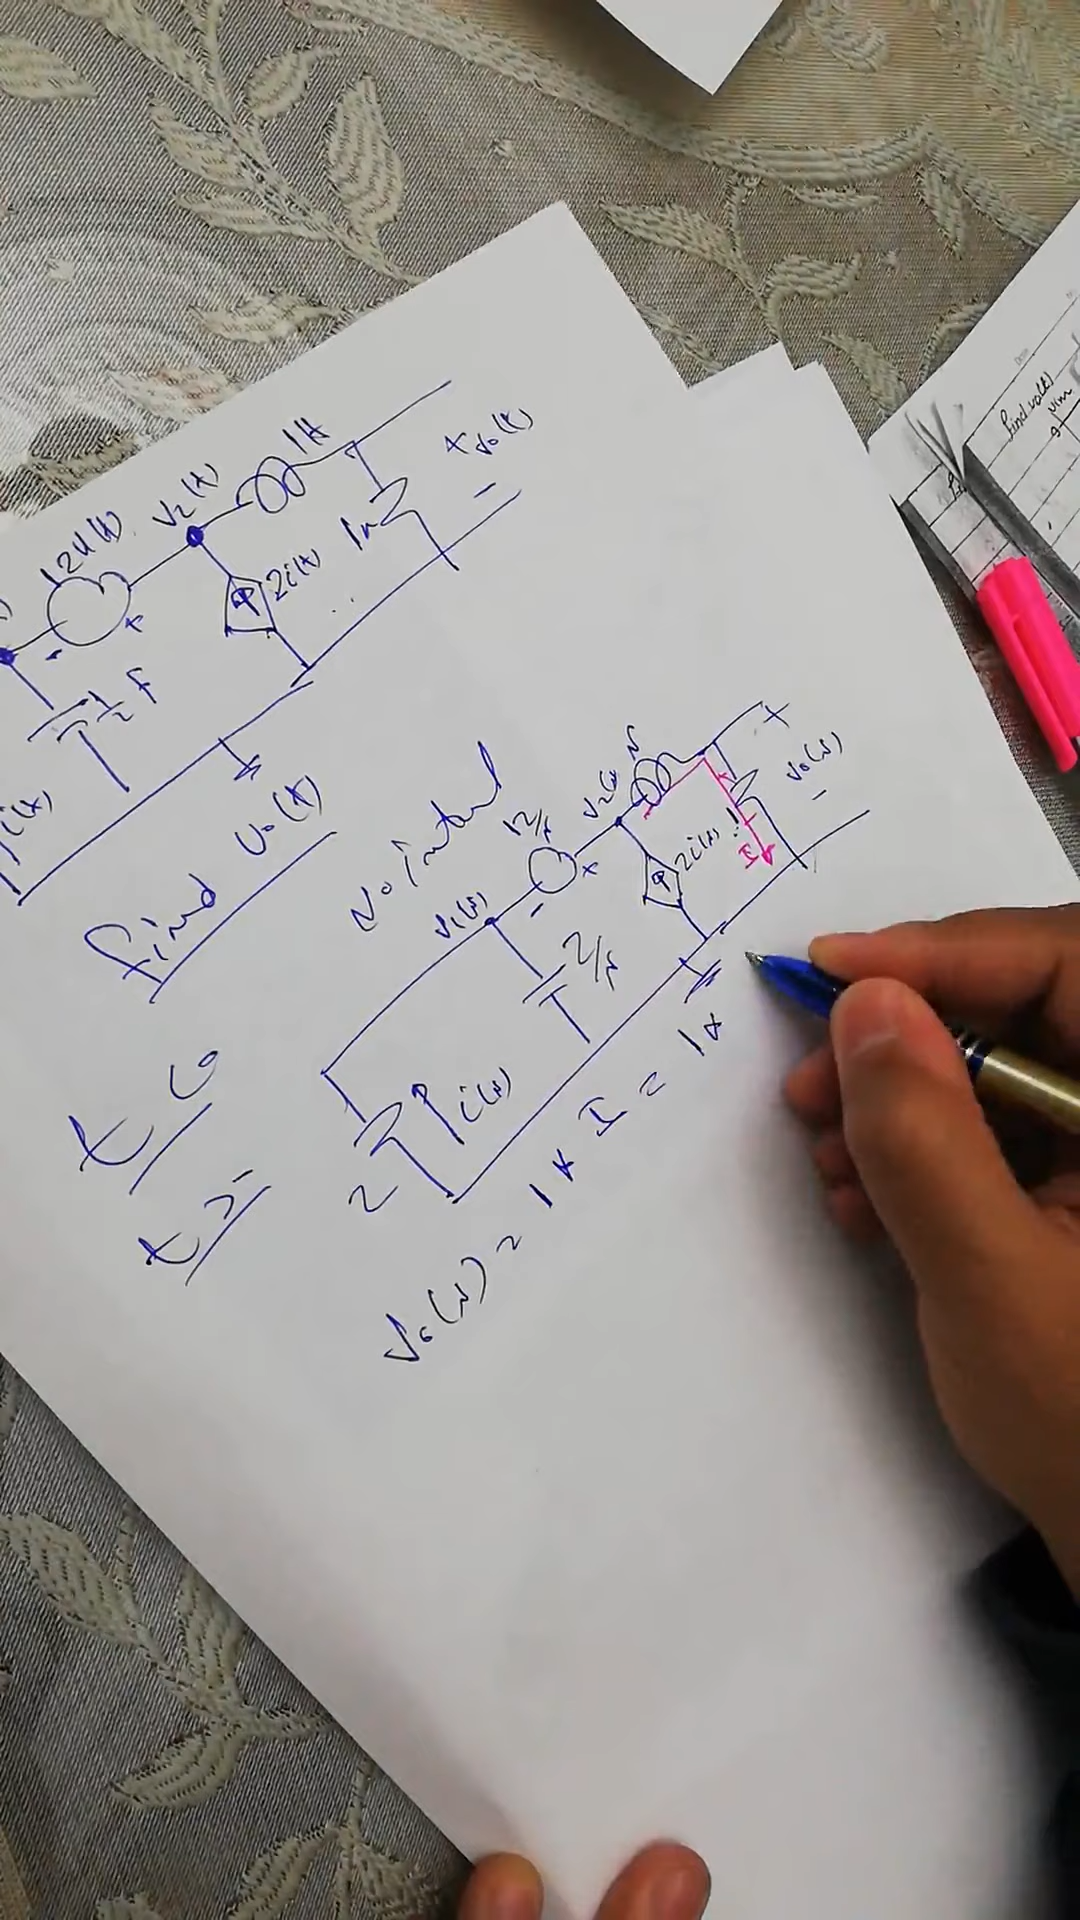 12u(t)
V2(t)
1H
+
Vo(t)
-
2i(t)
1Ω
-
+
1/2 F
i(t)
find Vo(t)
No initial
t<0
t>
V1(s)
12/s
-
+
V2(s)
s
+
Vo(s)
-
2i(s)
I
2/s
i(s)
2
Vo(s) = 1 * I = 1 *
find vo(t)